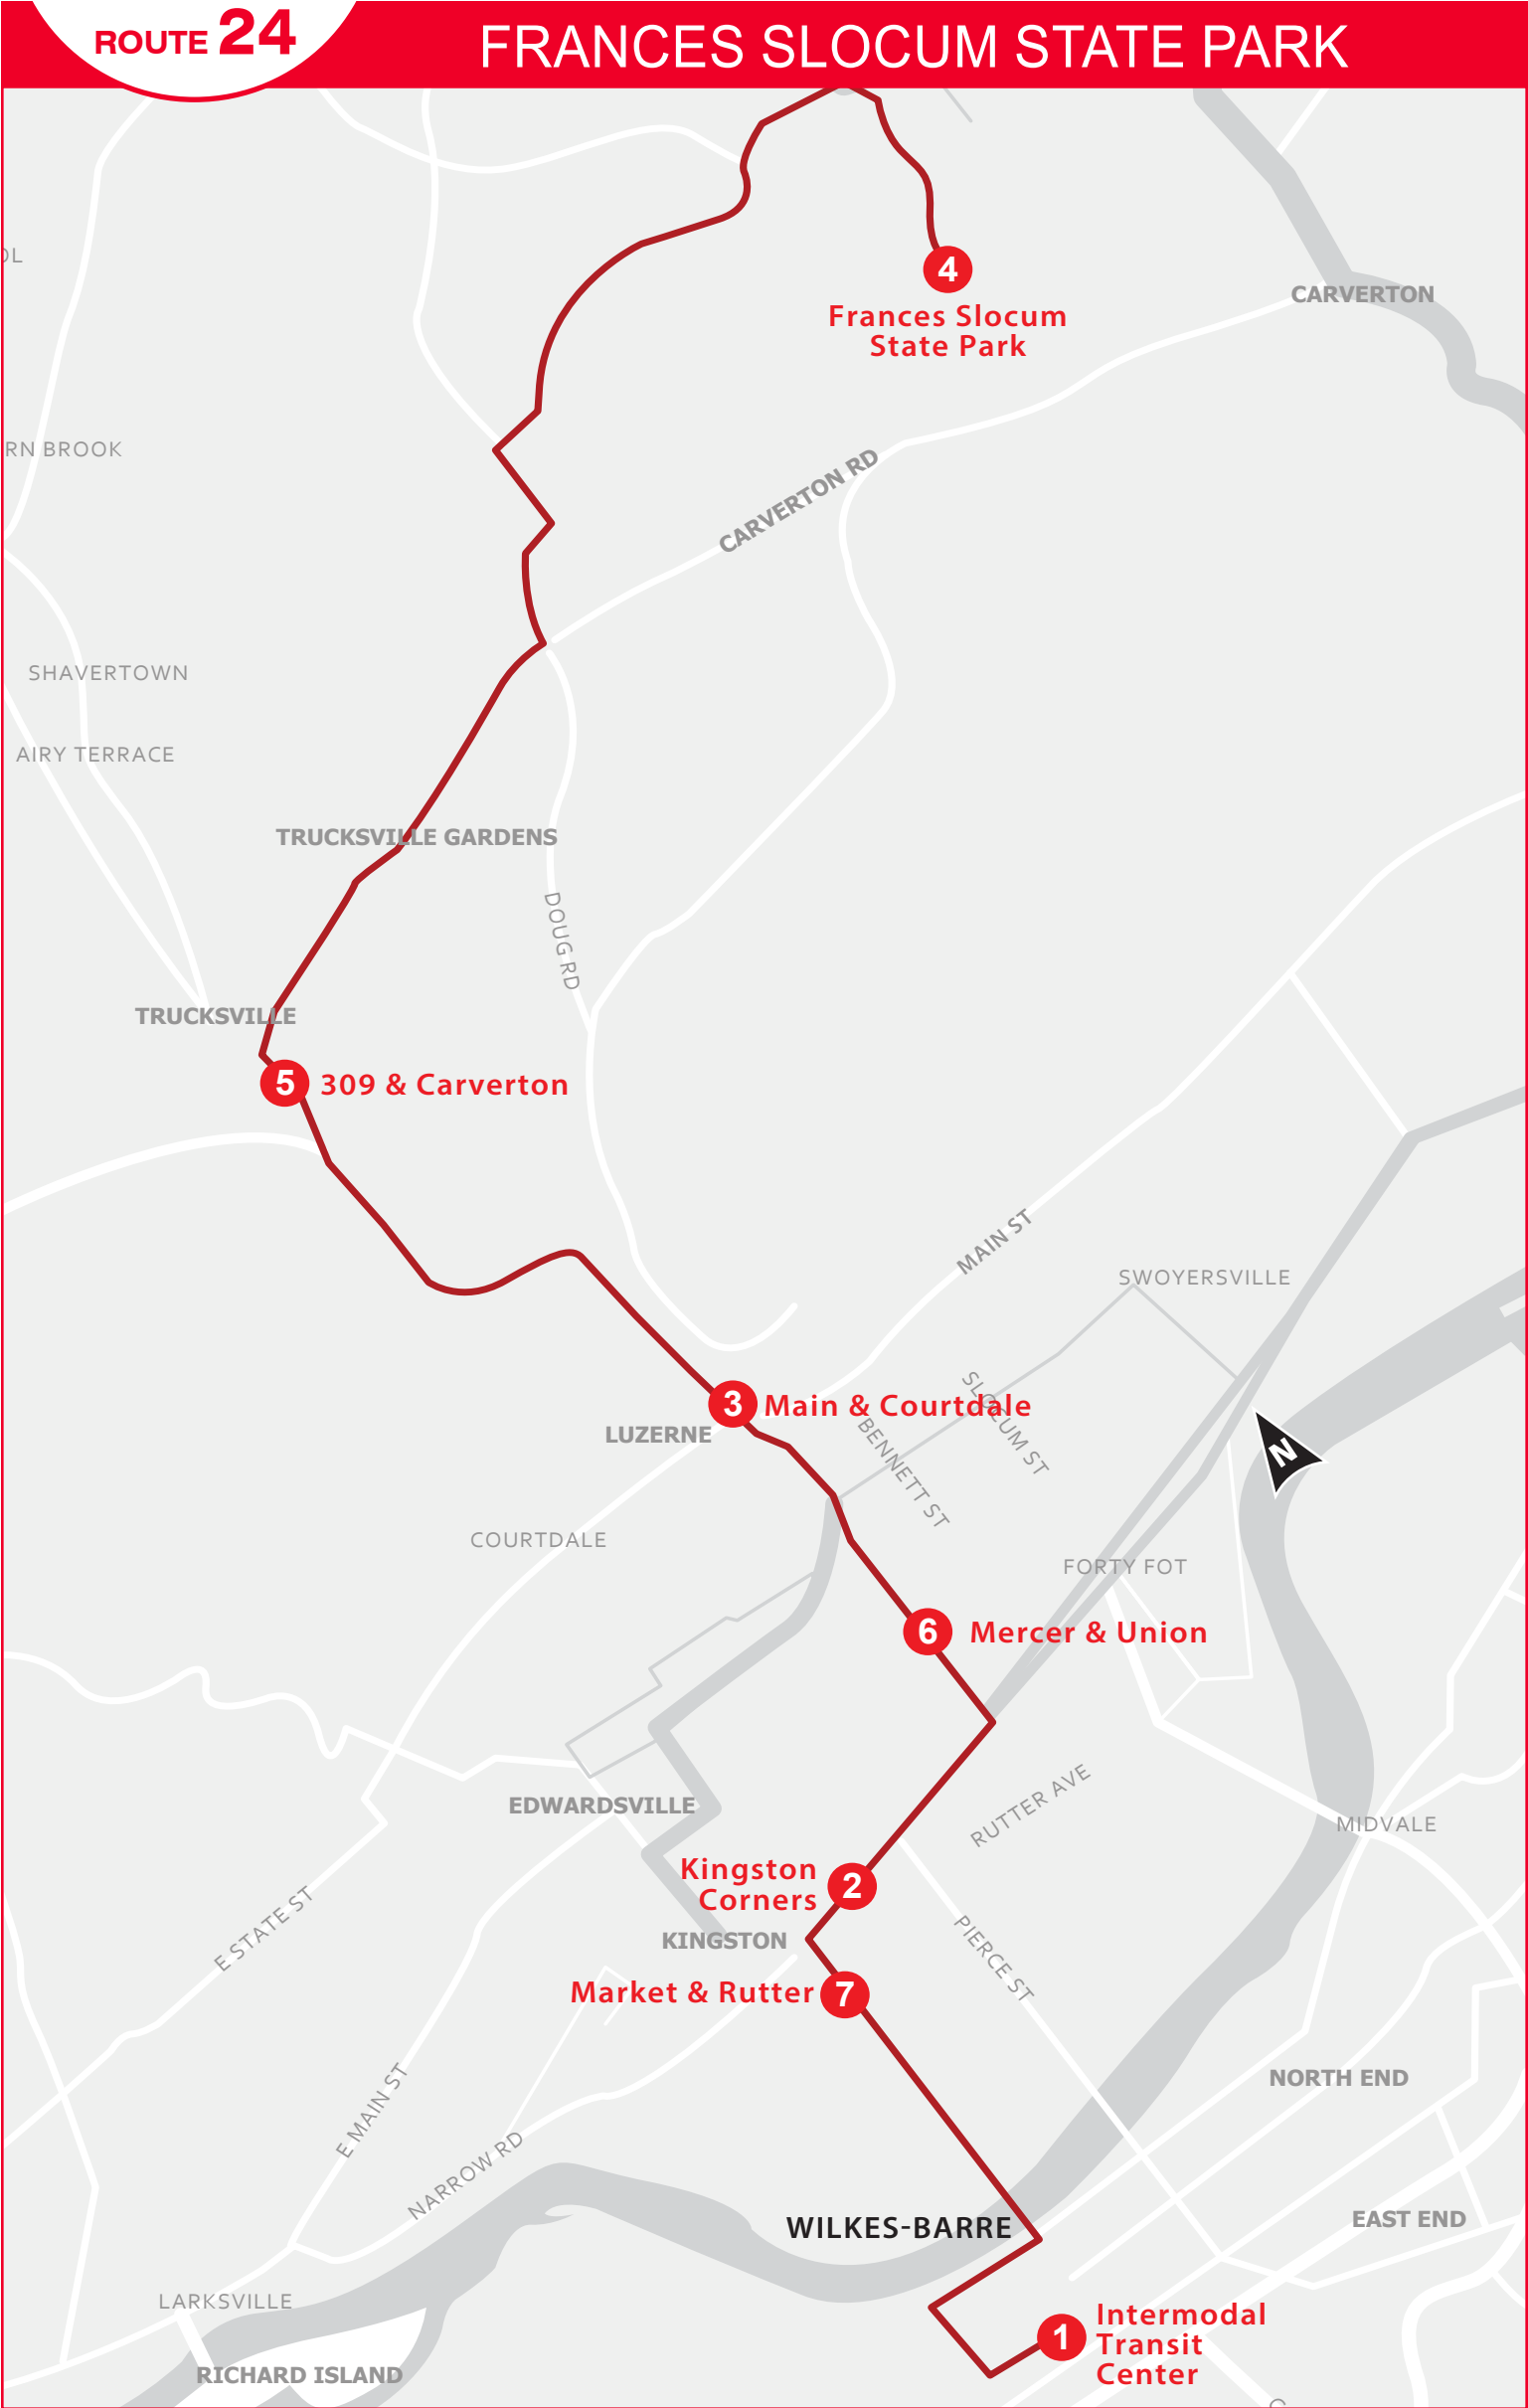 ROUTE 24
FRANCES SLOCUM STATE PARK
4
Frances Slocum
State Park
CARVERTON
RN BROOK
CARVERTON RD
SHAVERTOWN
AIRY TERRACE
TRUCKSVILLE GARDENS
DOUG RD
TRUCKSVILLE
5
309 & Carverton
MAIN ST
SWOYERSVILLE
3
Main & Courtdale
SLOCUM ST
LUZERNE
BENNETT ST
N
COURTDALE
FORTY FOT
6
Mercer & Union
RUTTER AVE
EDWARDSVILLE
MIDVALE
Kingston
Corners
2
E STATE ST
KINGSTON
PIERCE ST
Market & Rutter
7
NORTH END
E MAIN ST
NARROW RD
EAST END
WILKES-BARRE
LARKSVILLE
1
Intermodal
Transit
Center
RICHARD ISLAND